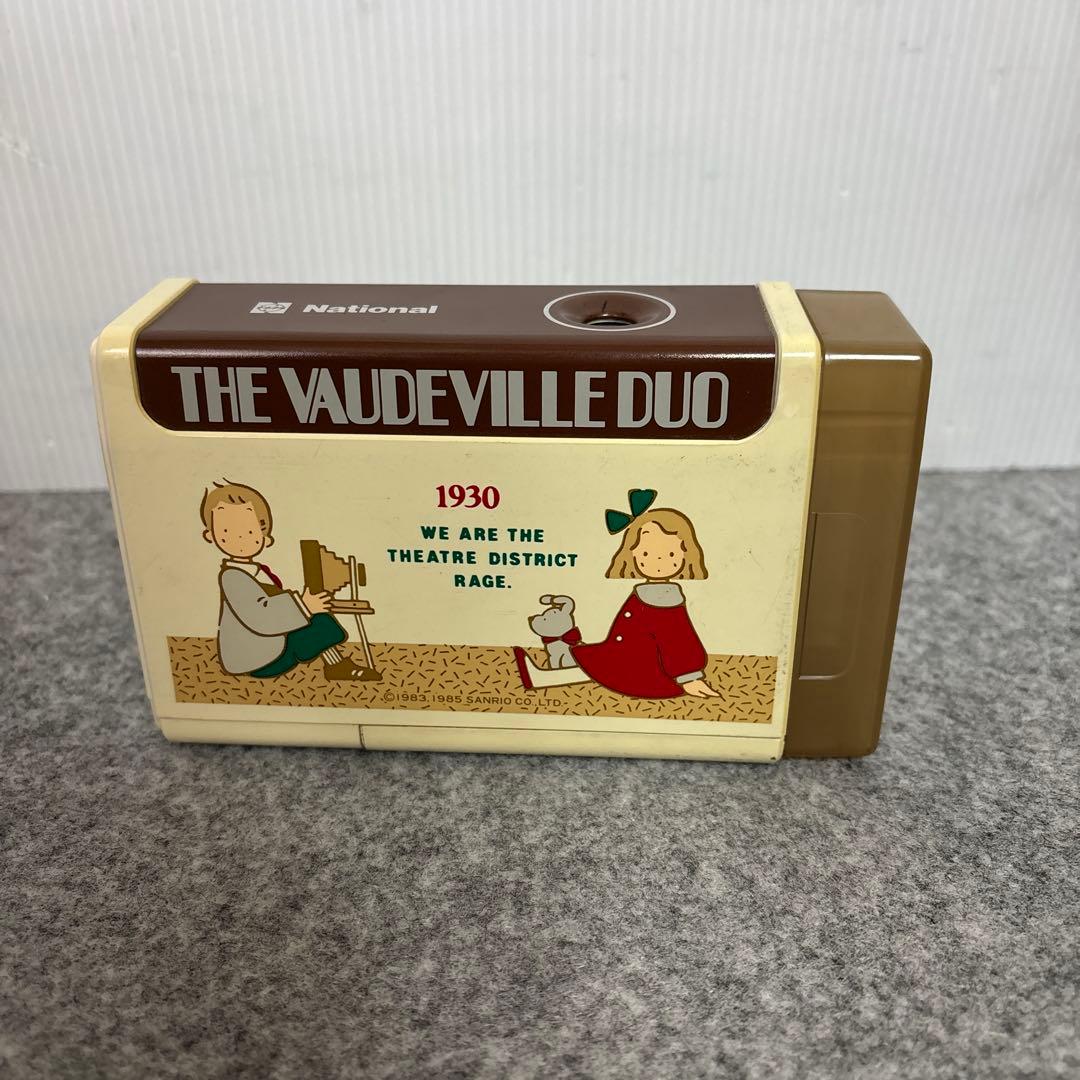 National
THE VAUDEVILLE DUO
1930
WE ARE THE
THEATRE DISTRICT
RAGE.
©1983, 1985 SANRIO CO., LTD.